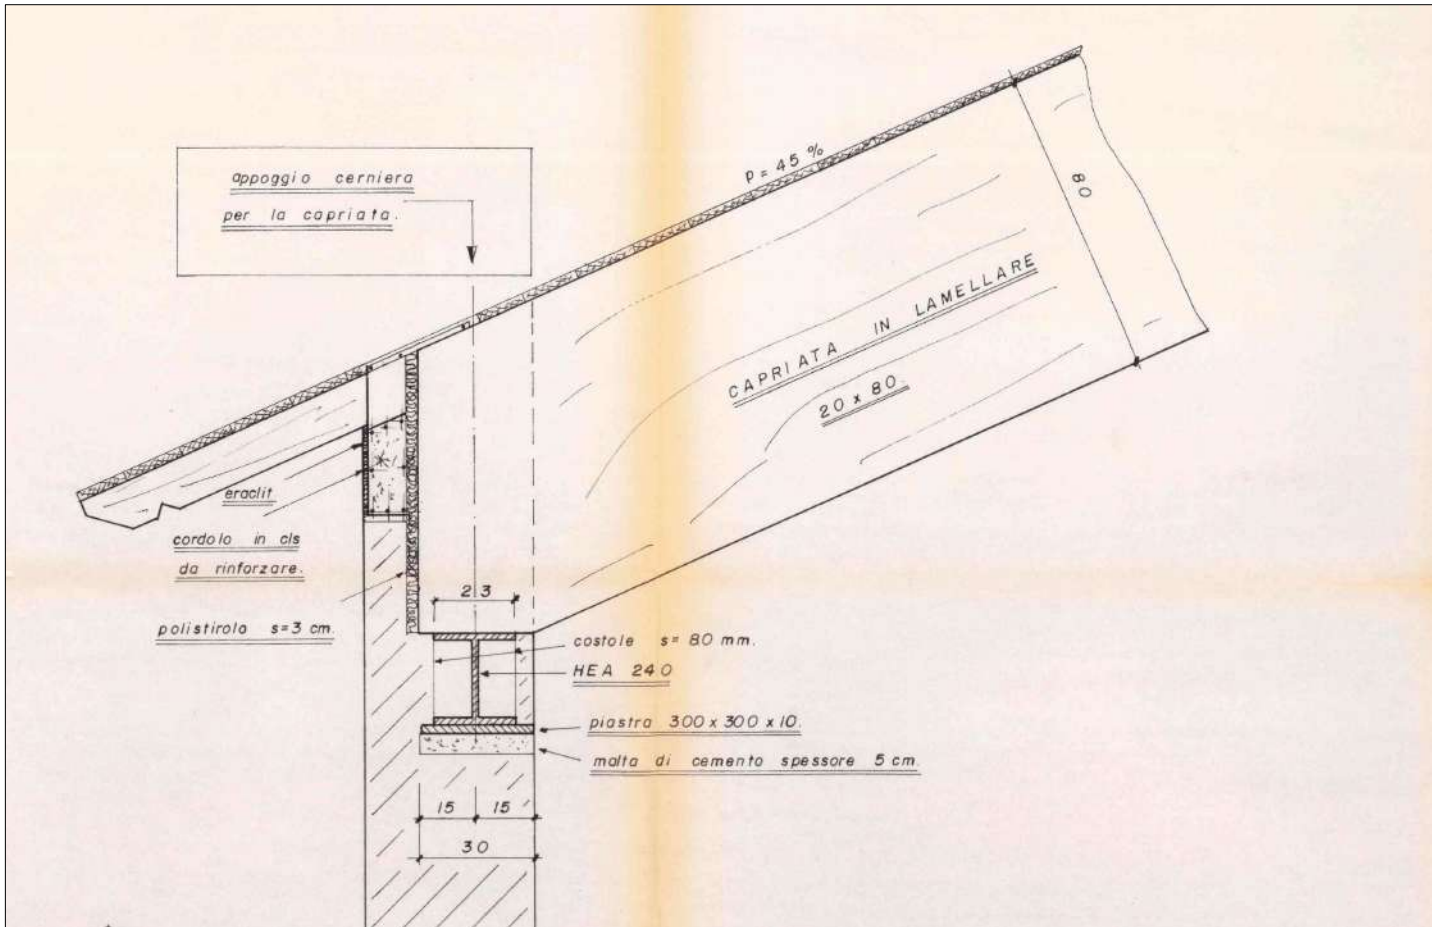 appoggio cerniera
per la capriata.
p = 45 %
80
CAPRIATA IN LAMELLARE
20 x 80.
eraclit
cordolo in cls
da rinforzare.
polistirolo s=3 cm.
23
costole s= 80 mm.
HEA 240
piastra 300 x 300 x 10.
malta di cemento spessore 5 cm.
15 15
30